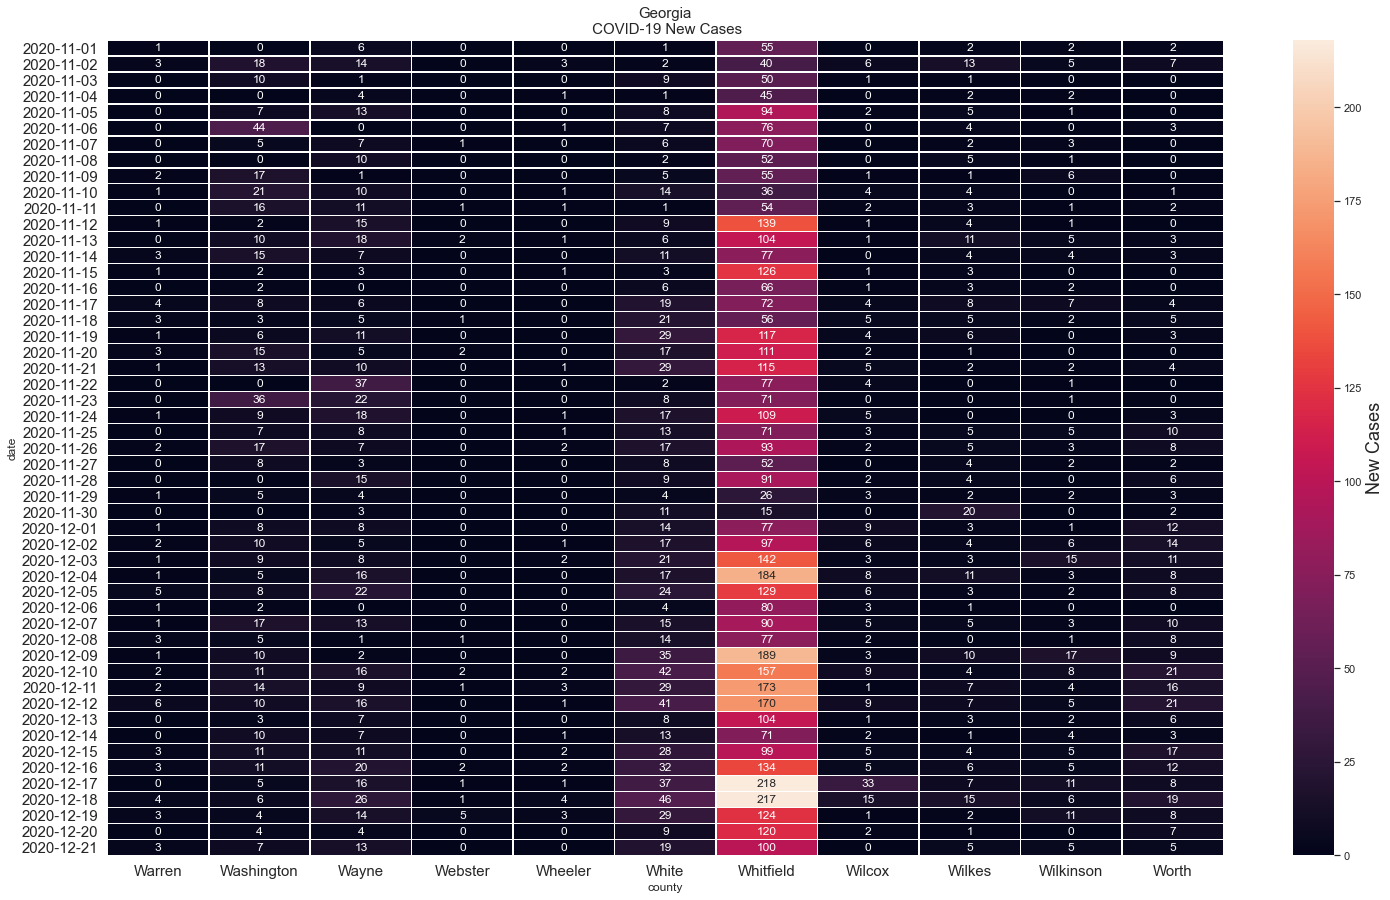 Georgia
COVID-19 New Cases
2020-11-01 1 0 6 0 0 1 55 0 2 2 2
2020-11-02 3 18 14 0 3 2 40 6 13 5 7
2020-11-03 0 10 1 0 0 9 50 1 1 0 0
2020-11-04 0 0 4 0 1 1 45 0 2 2 0
2020-11-05 0 7 13 0 0 8 94 2 5 1 0
2020-11-06 0 44 0 0 1 7 76 0 4 0 3
2020-11-07 0 5 7 1 0 6 70 0 2 3 0
2020-11-08 0 0 10 0 0 2 52 0 5 1 0
2020-11-09 2 17 1 0 0 5 55 1 1 6 0
2020-11-10 1 21 10 0 1 14 36 4 4 0 1
2020-11-11 0 16 11 1 1 1 54 2 3 1 2
2020-11-12 1 2 15 0 0 9 139 1 4 1 0
2020-11-13 0 10 18 2 1 6 104 1 11 5 3
2020-11-14 3 15 7 0 0 11 77 0 4 4 3
2020-11-15 1 2 3 0 1 3 126 1 3 0 0
2020-11-16 0 2 0 0 0 6 66 1 3 2 0
2020-11-17 4 8 6 0 0 19 72 4 8 7 4
2020-11-18 3 3 5 1 0 21 56 5 5 2 5
2020-11-19 1 6 11 0 0 29 117 4 6 0 3
2020-11-20 3 15 5 2 0 17 111 2 1 0 0
2020-11-21 1 13 10 0 1 29 115 5 2 2 4
2020-11-22 0 0 37 0 0 2 77 4 0 1 0
2020-11-23 0 36 22 0 0 8 71 0 0 1 0
2020-11-24 1 9 18 0 1 17 109 5 0 0 3
2020-11-25 0 7 8 0 0 13 71 3 5 5 10
2020-11-26 2 17 7 0 2 17 93 2 5 3 8
2020-11-27 0 8 3 0 0 8 52 0 4 2 2
2020-11-28 0 0 15 0 0 9 91 2 4 0 6
2020-11-29 1 5 4 0 0 4 26 3 2 2 3
2020-11-30 0 0 3 0 0 11 15 0 20 0 2
2020-12-01 1 8 8 0 0 14 77 9 3 1 12
2020-12-02 2 10 5 0 1 17 97 6 4 6 14
2020-12-03 1 9 8 0 2 21 142 3 3 15 11
2020-12-04 1 5 16 0 0 17 184 8 11 3 8
2020-12-05 5 8 22 0 0 24 129 6 3 2 8
2020-12-06 1 2 0 0 0 4 80 3 1 0 0
2020-12-07 1 17 13 0 0 15 90 5 5 3 10
2020-12-08 3 5 1 1 0 14 77 2 0 1 8
2020-12-09 1 10 2 0 0 35 189 3 10 17 9
2020-12-10 2 11 16 2 2 42 157 9 4 8 21
2020-12-11 2 14 9 1 3 29 173 1 7 4 16
2020-12-12 6 10 16 0 1 41 170 9 7 5 21
2020-12-13 0 3 7 0 0 8 104 1 3 2 6
2020-12-14 0 10 7 0 1 13 71 2 1 4 3
2020-12-15 3 11 11 0 2 28 99 5 4 5 17
2020-12-16 3 11 20 2 2 32 134 5 6 5 12
2020-12-17 0 5 16 1 1 37 218 33 7 11 8
2020-12-18 4 6 26 1 4 46 217 15 15 6 19
2020-12-19 3 4 14 5 3 29 124 1 2 11 8
2020-12-20 0 4 4 0 0 9 120 2 1 0 7
2020-12-21 3 7 13 0 0 19 100 0 5 5 5
Warren Washington Wayne Webster Wheeler White Whitfield Wilcox Wilkes Wilkinson Worth
county
date
200
175
150
125
100
75
50
25
0
New Cases